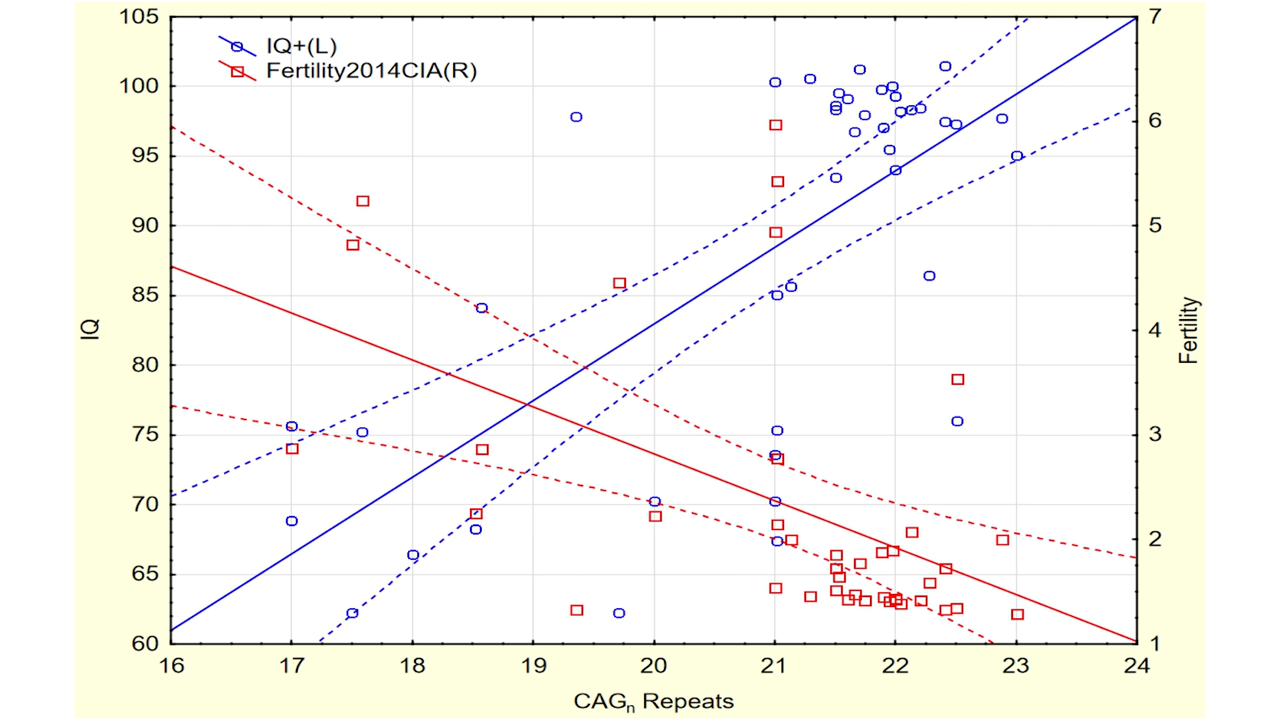 105
100
95
90
85
80
75
70
65
60
IQ
IQ+(L)
Fertility2014CIA(R)
7
6
5
4
3
2
1
Fertility
16 17 18 19 20 21 22 23 24
CAGn Repeats